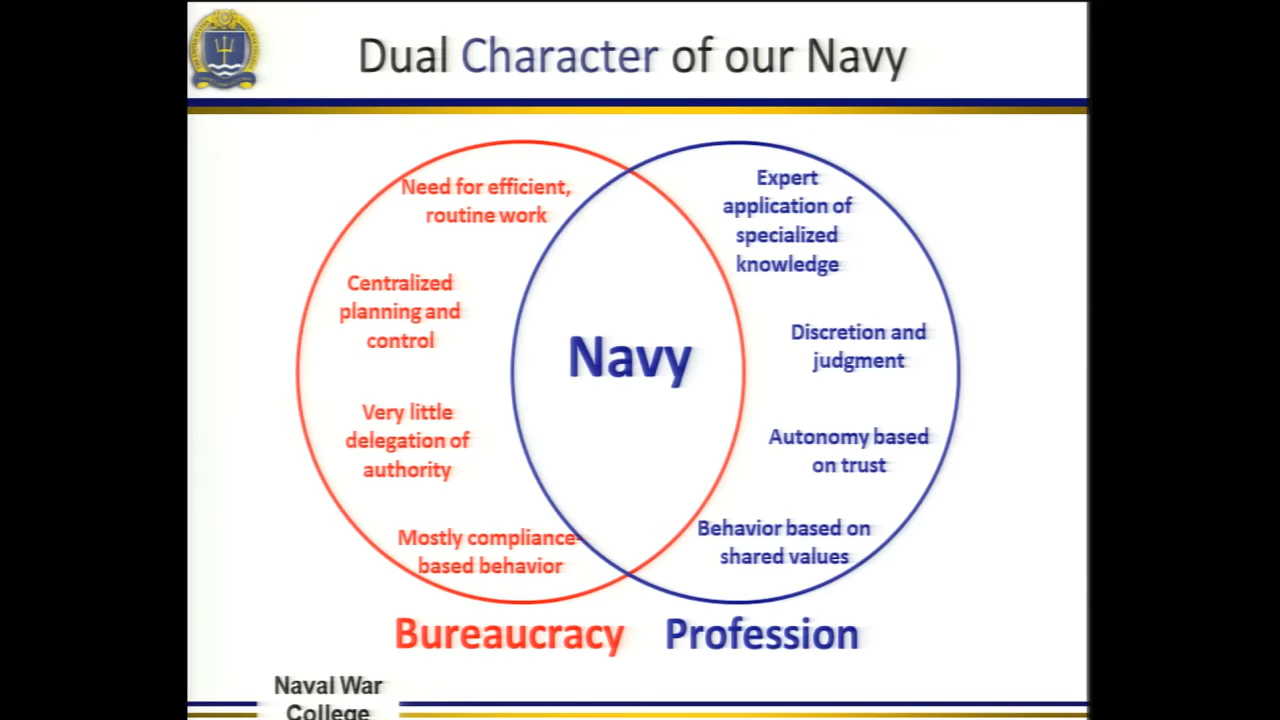 Dual Character of our Navy
Need for efficient,
routine work
Centralized
planning and
control
Very little
delegation of
authority
Mostly compliance-
based behavior
Navy
Expert
application of
specialized
knowledge
Discretion and
judgment
Autonomy based
on trust
Behavior based on
shared values
Bureaucracy
Profession
Naval War
College